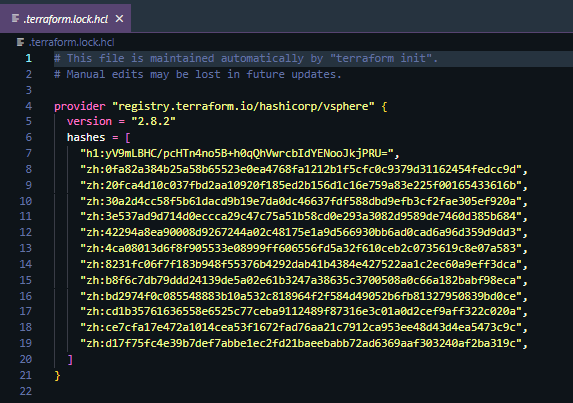 .terraform.lock.hcl ×
.terraform.lock.hcl
1 # This file is maintained automatically by "terraform init".
2 # Manual edits may be lost in future updates.
3
4 provider "registry.terraform.io/hashicorp/vsphere" {
5 version = "2.8.2"
6 hashes = [
7 "h1:yV9mLBHC/pcHTn4no5B+h0qQhVwrcbIdYENooJkjPRU=",
8 "zh:0fa82a384b25a58b65523e0ea4768fa1212b1f5cfc0c9379d31162454fedcc9d",
9 "zh:20fca4d10c037fbd2aa10920f185ed2b156d1c16e759a83e225f00165433616b",
10 "zh:30a2d4cc58f5b61dacd9b19e7da0dc46637fdf588dbd9efb3cf2fae305ef920a",
11 "zh:3e537ad9d714d0eccca29c47c75a51b58cd0e293a3082d9589de7460d385b684",
12 "zh:42294a8ea90008d9267244a02c48175e1a9d566930bb6ad0cad6a96d359d9dd3",
13 "zh:4ca08013d6f8f905533e08999ff606556fd5a32f610ceb2c0735619c8e07a583",
14 "zh:8231fc06f7f183b948f55376b4292dab41b4384e427522aa1c2ec60a9eff3dca",
15 "zh:b8f6c7db79ddd24139de5a02e61b3247a38635c3700508a0c66a182babf98eca",
16 "zh:bd2974f0c085548883b10a532c818964f2f584d49052b6fb81327950839bd0ce",
17 "zh:cd1b35761636558e6525c77ceba9112489f87316e3c01a0d2cef9aff322c020a",
18 "zh:ce7cfa17e472a1014cea53f1672fad76aa21c7912ca953ee48d43d4ea5473c9c",
19 "zh:d17f75fc4e39b7def7abbe1ec2fd21baeebabb72ad6369aaf303240af2ba319c",
20 ]
21 }
22